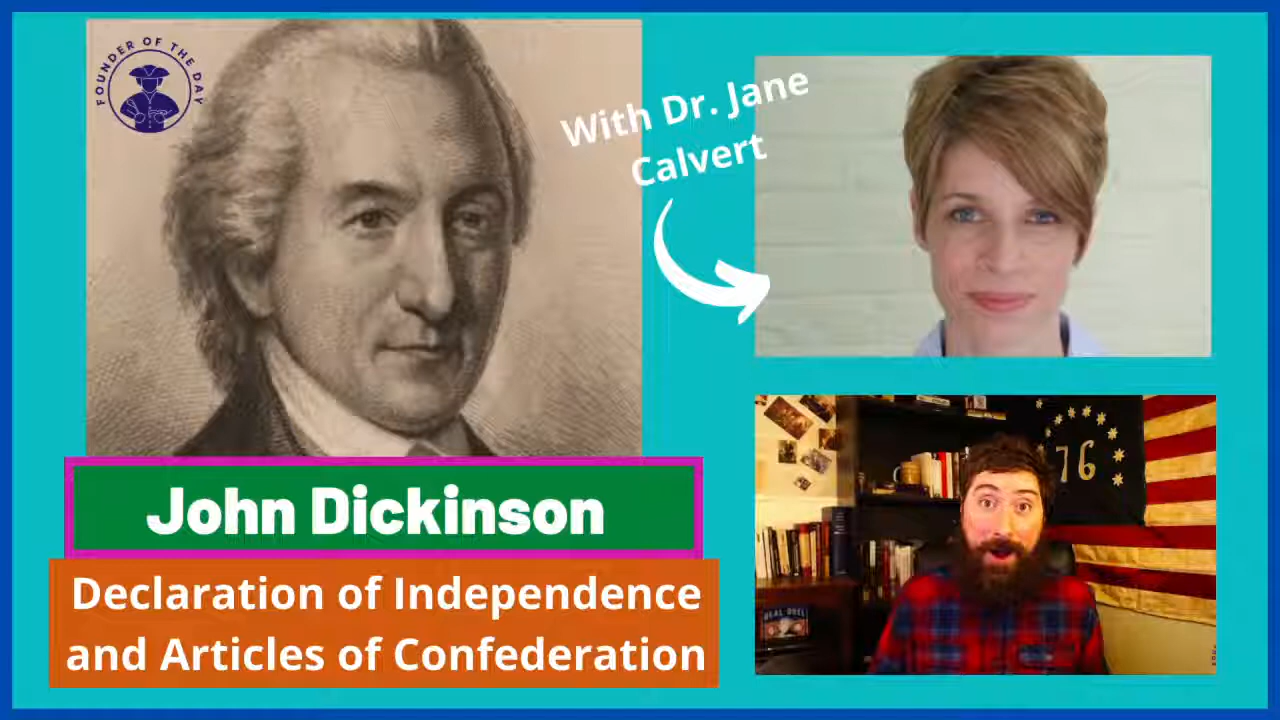 FOUNDER OF THE DAY
With Dr. Jane
Calvert
76
John Dickinson
Declaration of Independence
and Articles of Confederation